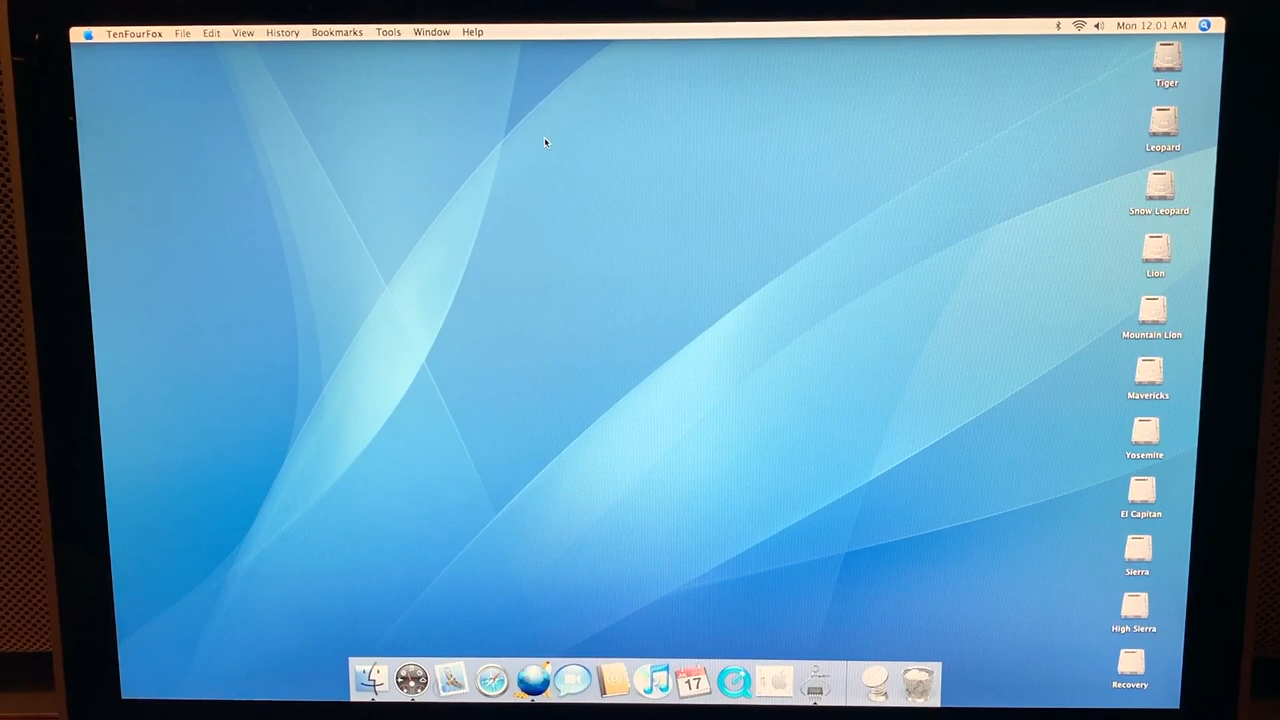 TenFourFox File Edit View History Bookmarks Tools Window Help Mon 12:01 AM
Tiger
Leopard
Snow Leopard
Lion
Mountain Lion
Mavericks
Yosemite
El Capitan
Sierra
High Sierra
Recovery
17